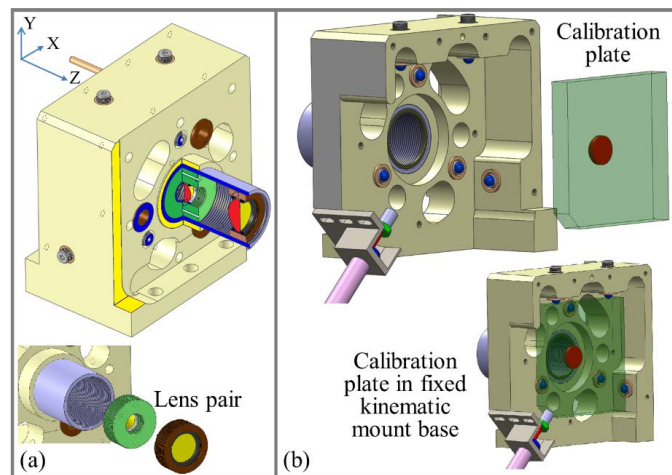 Y
X
Z
Lens pair
(a)
(b)
Calibration
plate
Calibration
plate in fixed
kinematic
mount base